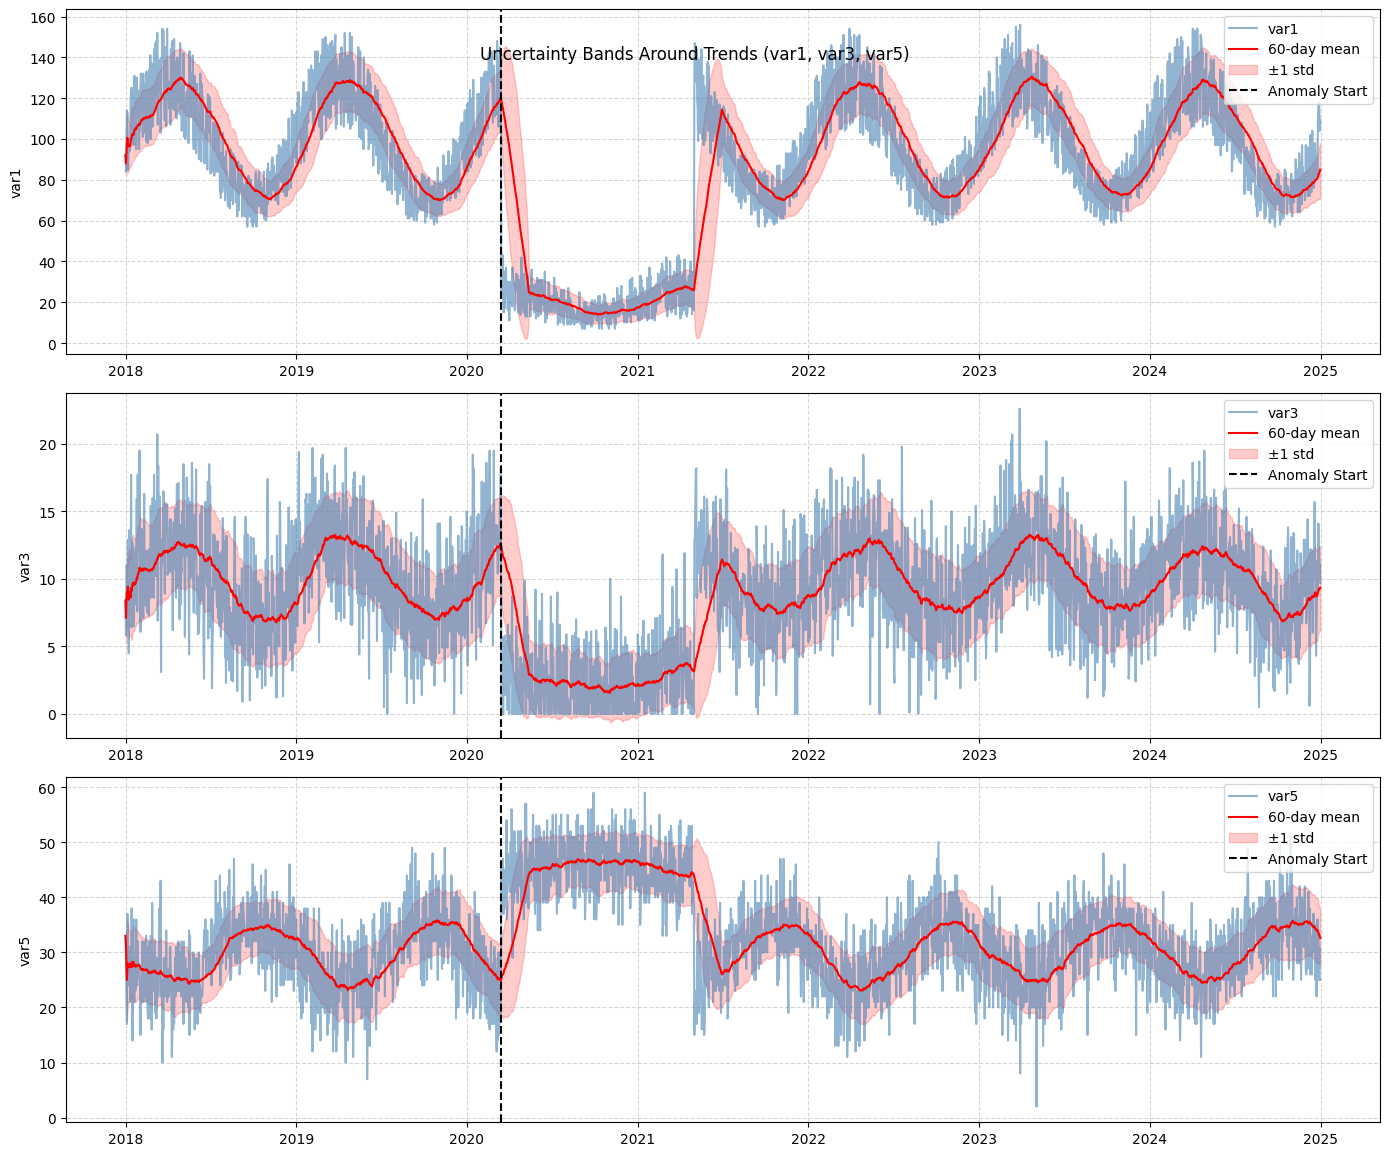 Uncertainty Bands Around Trends (var1, var3, var5)
var1
160
140
120
100
80
60
40
20
0
2018 2019 2020 2021 2022 2023 2024 2025
var1
60-day mean
±1 std
Anomaly Start
var3
20
15
10
5
0
2018 2019 2020 2021 2022 2023 2024 2025
var3
60-day mean
±1 std
Anomaly Start
var5
60
50
40
30
20
10
0
2018 2019 2020 2021 2022 2023 2024 2025
var5
60-day mean
±1 std
Anomaly Start